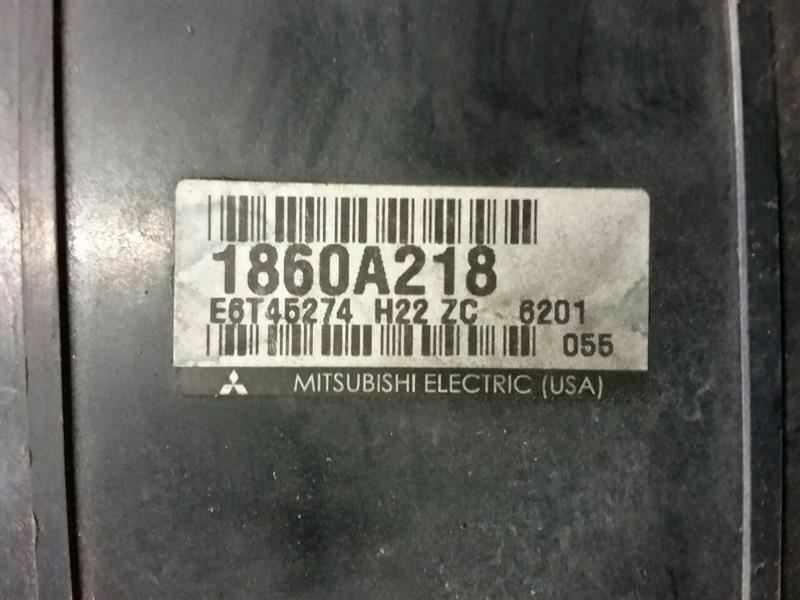 1860A218
E6T45274 H22 ZC 6201
055
MITSUBISHI ELECTRIC (USA)